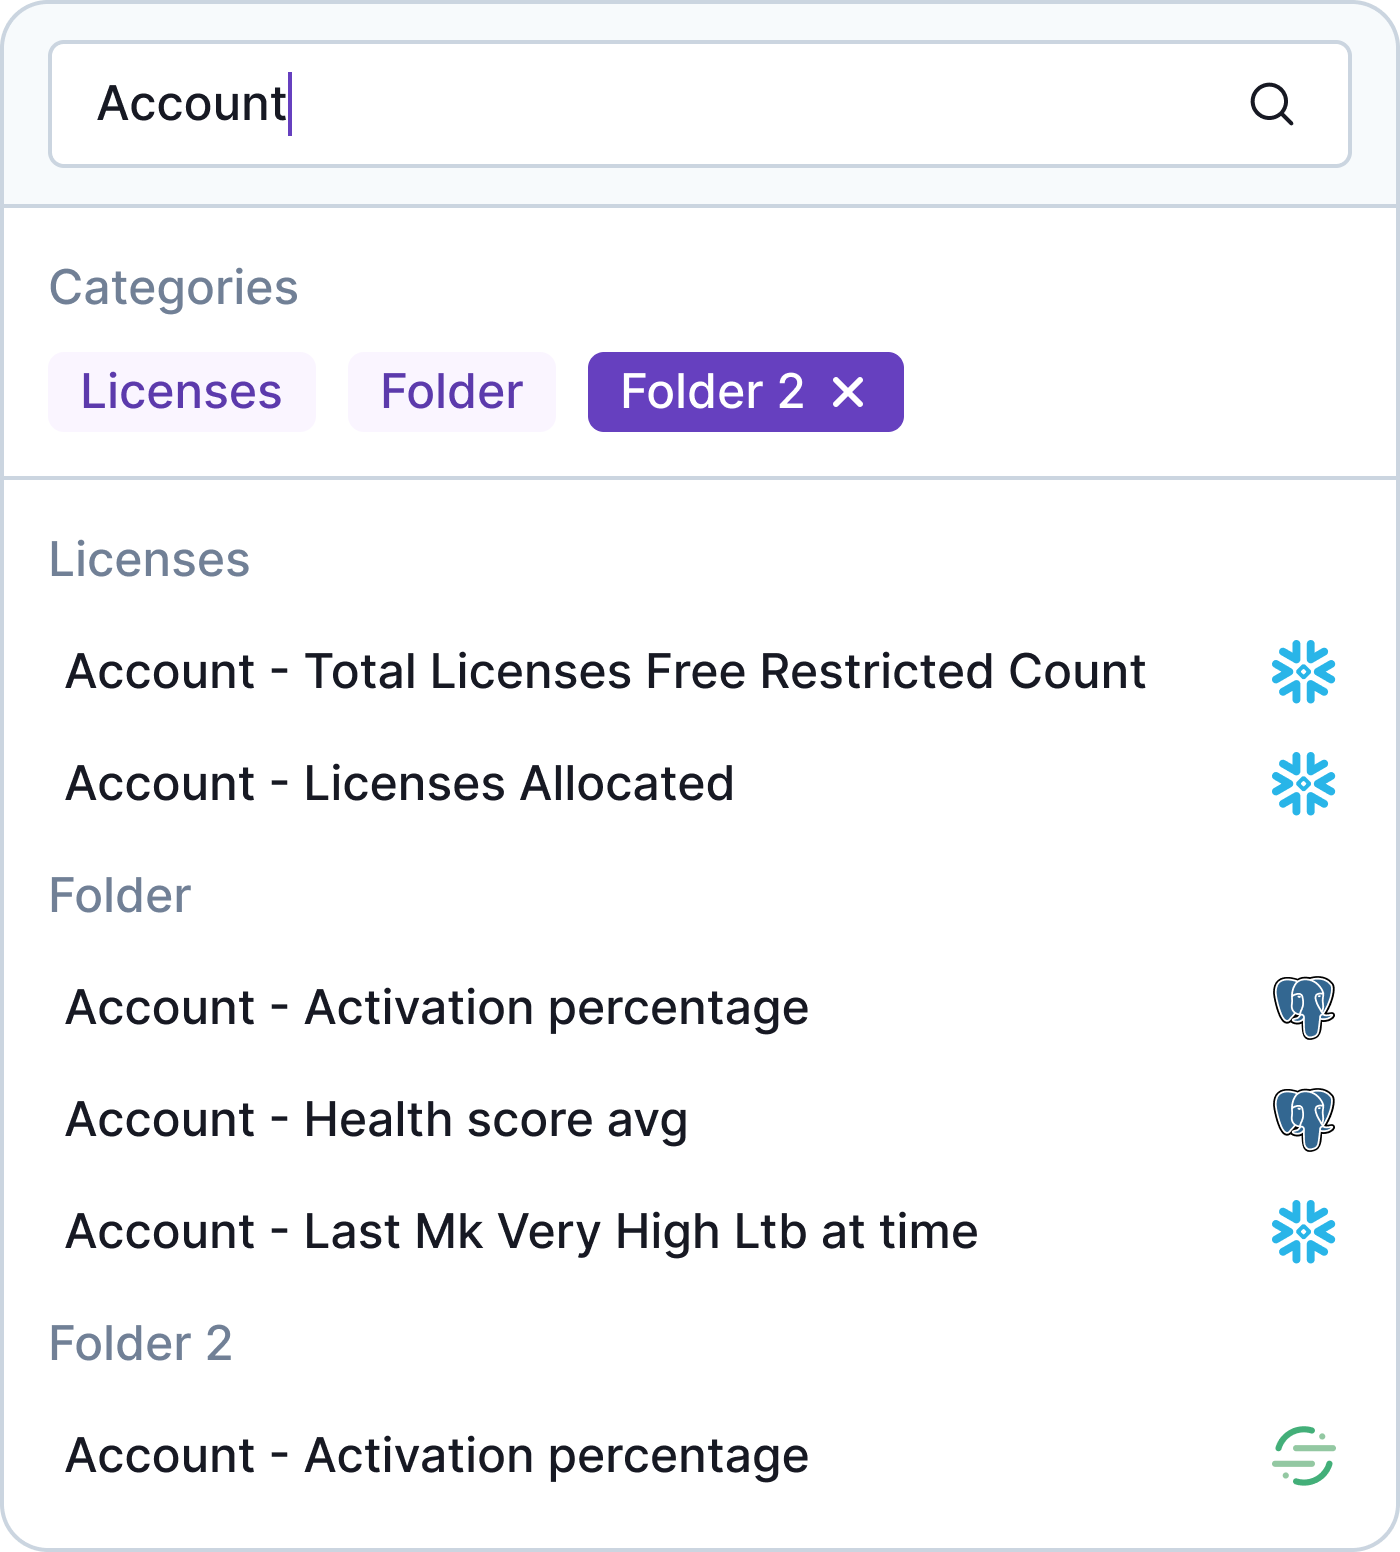 Account
Categories
Licenses Folder Folder 2
Licenses
Account - Total Licenses Free Restricted Count
Account - Licenses Allocated
Folder
Account - Activation percentage
Account - Health score avg
Account - Last Mk Very High Ltb at time
Folder 2
Account - Activation percentage